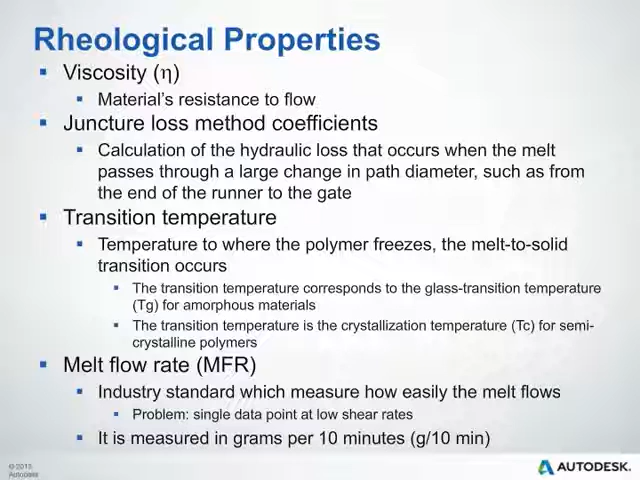 Rheological Properties
Viscosity (η)
Material's resistance to flow
Juncture loss method coefficients
Calculation of the hydraulic loss that occurs when the melt
passes through a large change in path diameter, such as from
the end of the runner to the gate
Transition temperature
Temperature to where the polymer freezes, the melt-to-solid
transition occurs
The transition temperature corresponds to the glass-transition temperature
(Tg) for amorphous materials
The transition temperature is the crystallization temperature (Tc) for semi-
crystalline polymers
Melt flow rate (MFR)
Industry standard which measure how easily the melt flows
Problem: single data point at low shear rates
It is measured in grams per 10 minutes (g/10 min)
©
Autodesk
AUTODESK.